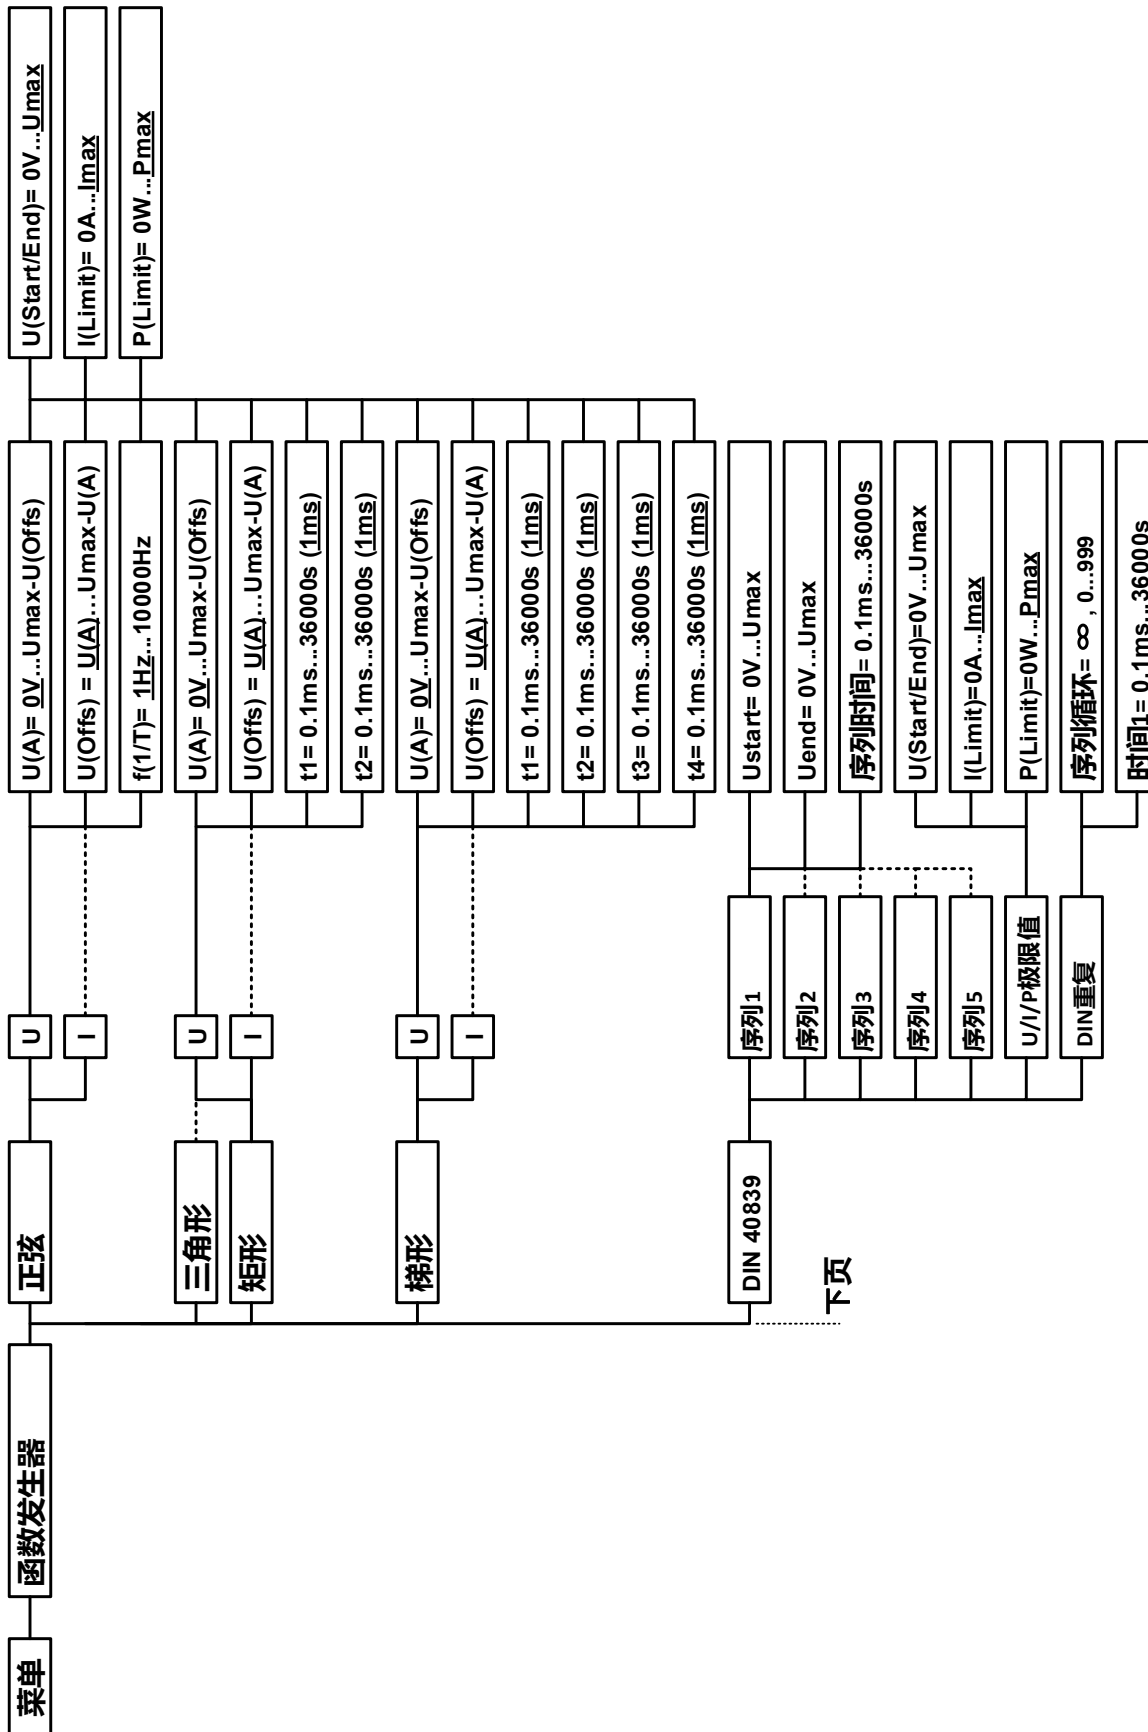 菜单
函数发生器
正弦
U
I
U(A)= 0V...Umax-U(Offs)
U(Offs) = U(A)...Umax-U(A)
f(1/T)= 1Hz...10000Hz
U(Start/End)= 0V...Umax
I(Limit)= 0A...Imax
P(Limit)= 0W...Pmax
三角形
矩形
U
I
U(A)= 0V...Umax-U(Offs)
U(Offs) = U(A)...Umax-U(A)
t1= 0.1ms...36000s (1ms)
t2= 0.1ms...36000s (1ms)
梯形
U
I
U(A)= 0V...Umax-U(Offs)
U(Offs) = U(A)...Umax-U(A)
t1= 0.1ms...36000s (1ms)
t2= 0.1ms...36000s (1ms)
t3= 0.1ms...36000s (1ms)
t4= 0.1ms...36000s (1ms)
DIN 40839
序列1
序列2
序列3
序列4
序列5
U/I/P极限值
DIN重复
Ustart= 0V...Umax
Uend= 0V...Umax
序列时间= 0.1ms...36000s
U(Start/End)=0V...Umax
I(Limit)=0A...Imax
P(Limit)=0W...Pmax
序列循环= ∞ , 0...999
时间1= 0.1ms...36000s
下页